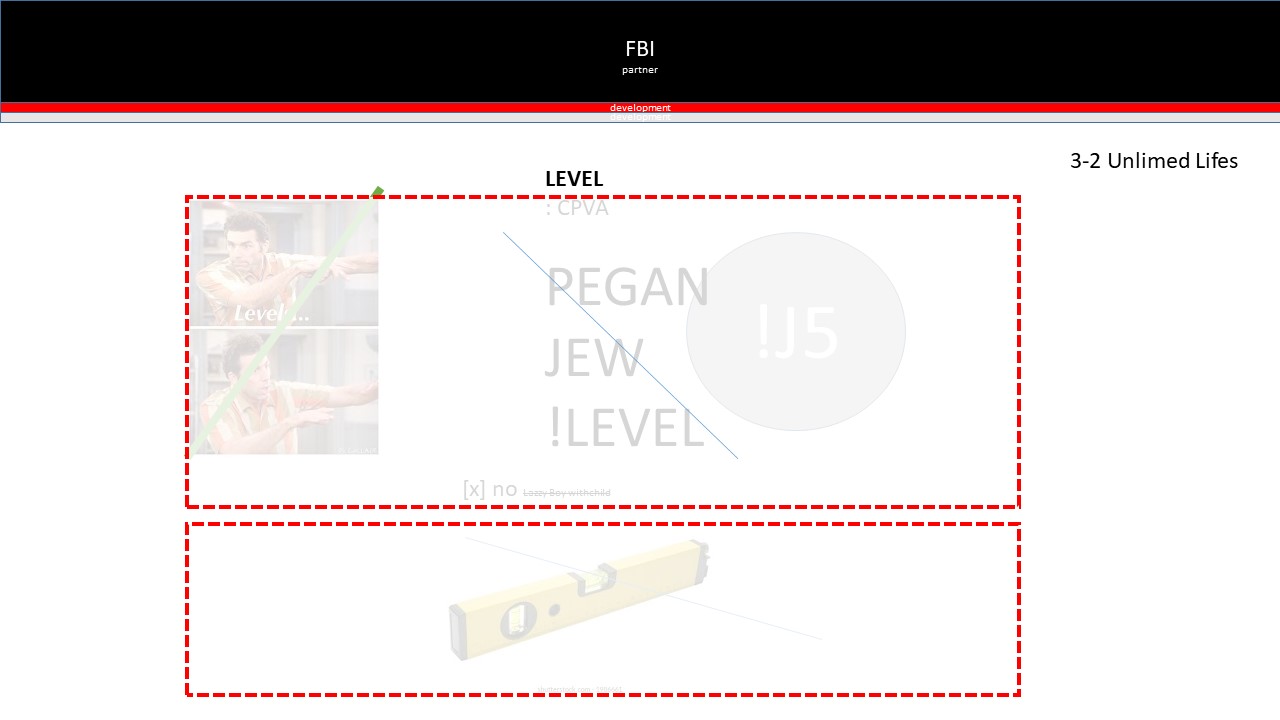 FBI
partner
development
development
3-2 Unlimed Lifes
LEVEL
: CPVA
Level ...
PEGAN
JEW
!LEVEL
!J5
[x] no Lazzy Boy withchild